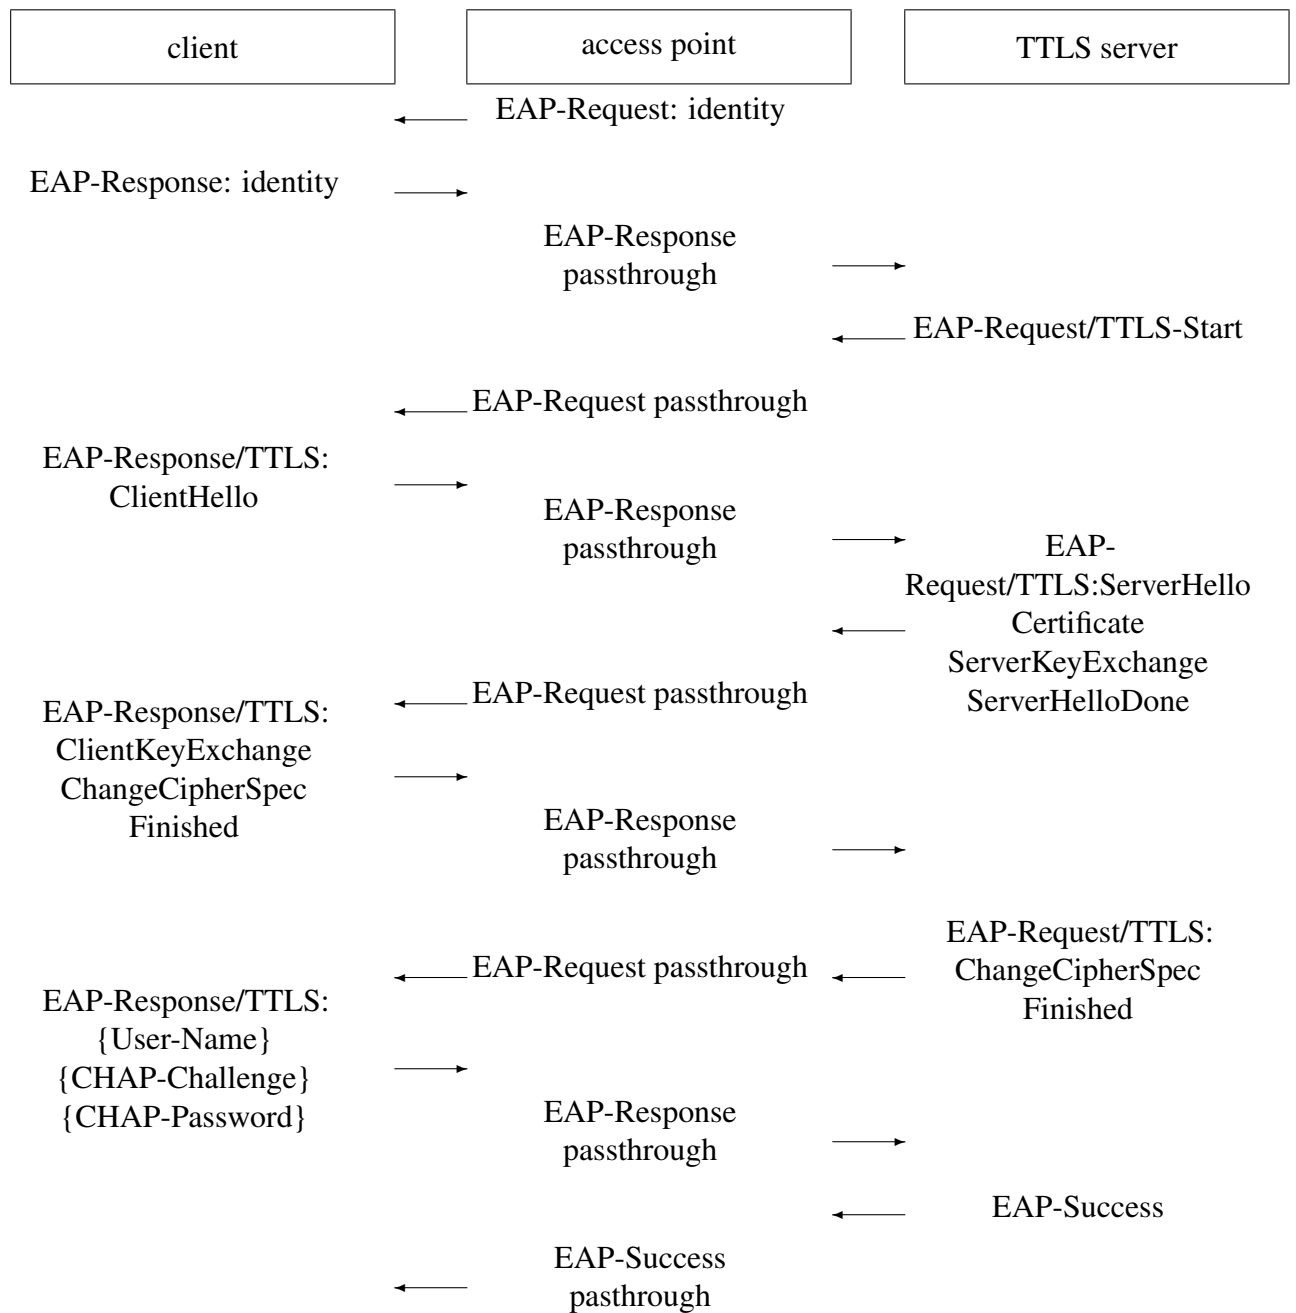 client
access point
TTLS server
EAP-Request: identity
EAP-Response: identity
EAP-Response
passthrough
EAP-Request/TTLS-Start
EAP-Request passthrough
EAP-Response/TTLS:
ClientHello
EAP-Response
passthrough
EAP-
Request/TTLS:ServerHello
Certificate
ServerKeyExchange
ServerHelloDone
EAP-Request passthrough
EAP-Response/TTLS:
ClientKeyExchange
ChangeCipherSpec
Finished
EAP-Response
passthrough
EAP-Request/TTLS:
ChangeCipherSpec
Finished
EAP-Request passthrough
EAP-Response/TTLS:
{User-Name}
{CHAP-Challenge}
{CHAP-Password}
EAP-Response
passthrough
EAP-Success
EAP-Success
pasthrough